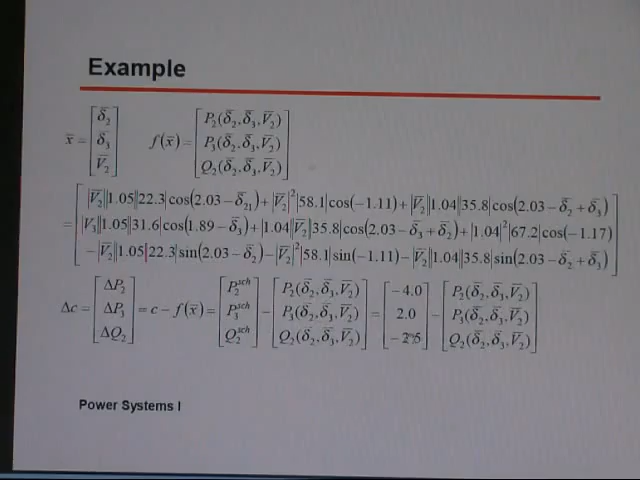 Example
x̄ = [δ̄₂ δ̄₃ V̄₂] f(x̄) = [P₂(δ̄₂,δ̄₃,V̄₂) P₃(δ̄₂,δ̄₃,V̄₂) Q₂(δ̄₂,δ̄₃,V̄₂)]
= [|V̄₂||1.05||22.3|cos(2.03−δ̄₂₁)+|V̄₂|²|58.1|cos(−1.11)+|V̄₂||1.04||35.8|cos(2.03−δ̄₂+δ̄₃)
|V₃||1.05||31.6|cos(1.89−δ̄₃)+|1.04||V̄₂||35.8|cos(2.03−δ̄₃+δ̄₂)+|1.04|²|67.2|cos(−1.17)
−|V̄₂||1.05||22.3|sin(2.03−δ̄₂)−|V̄₂|²|58.1|sin(−1.11)−|V̄₂||1.04||35.8|sin(2.03−δ̄₂+δ̄₃)]
Δc = [ΔP₂ ΔP₃ ΔQ₂] = c − f(x̄) = [P₂ˢᶜʰ P₃ˢᶜʰ Q₂ˢᶜʰ] − [P₂(δ̄₂,δ̄₃,V̄₂) P₃(δ̄₂,δ̄₃,V̄₂) Q₂(δ̄₂,δ̄₃,V̄₂)] = [−4.0 2.0 −2.5] − [P₂(δ̄₂,δ̄₃,V̄₂) P₃(δ̄₂,δ̄₃,V̄₂) Q₂(δ̄₂,δ̄₃,V̄₂)]
Power Systems I